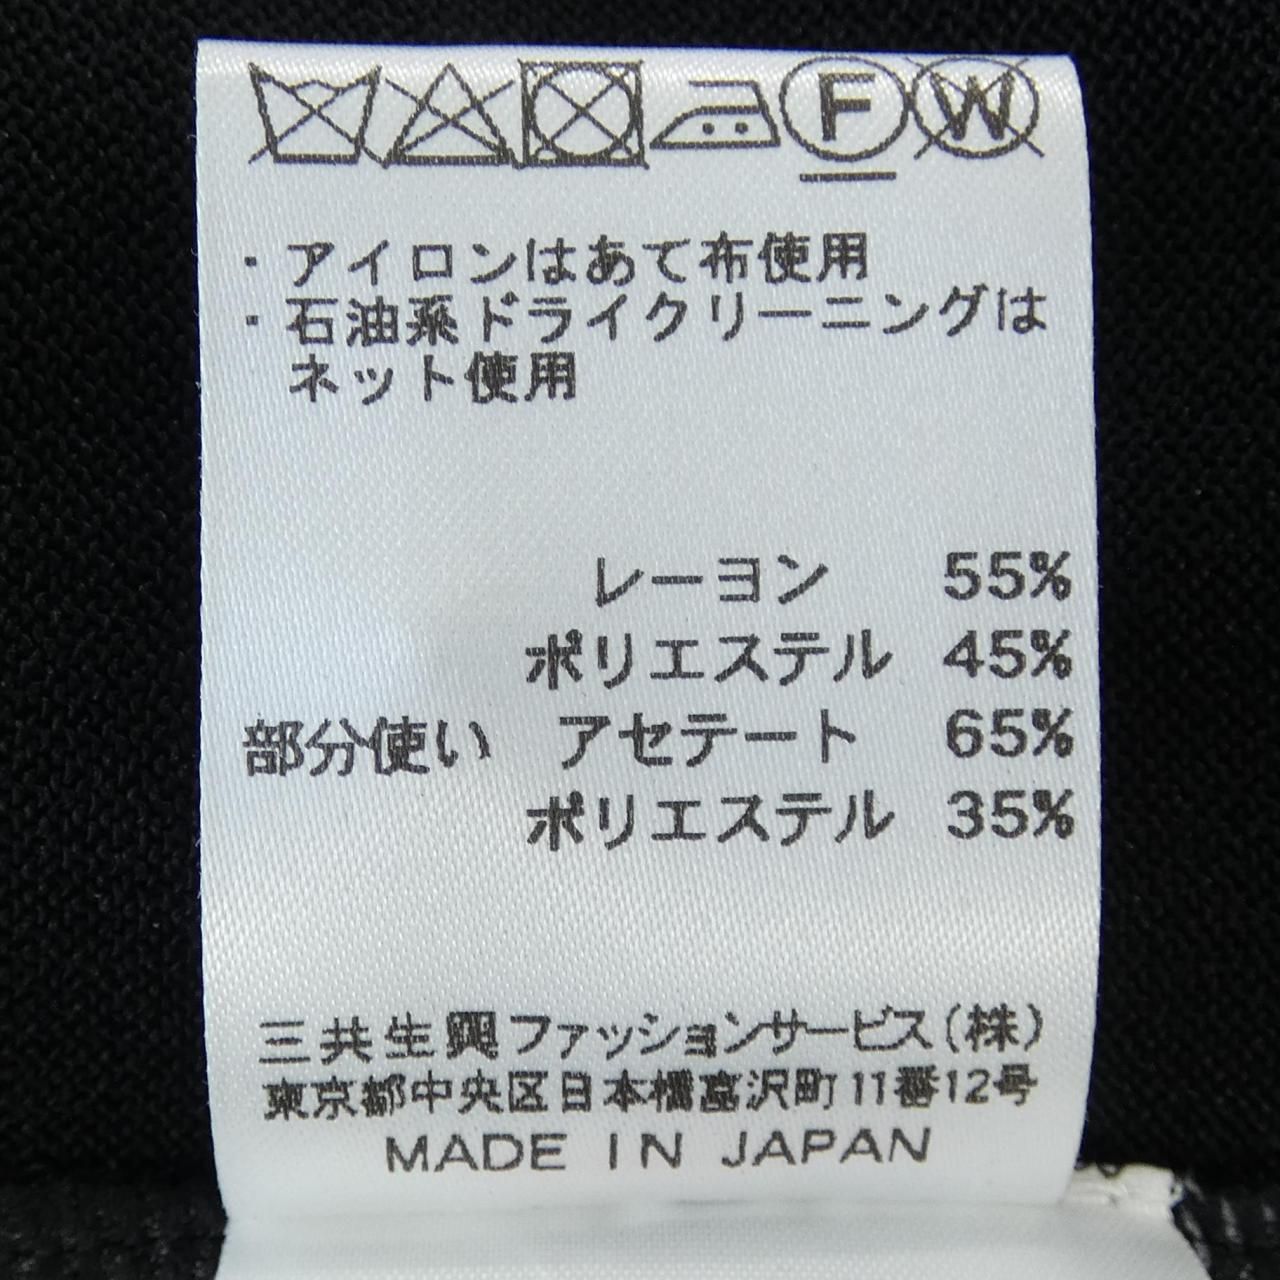 F W
・アイロンはあて布使用
・石油系ドライクリーニングは
ネット使用
レーヨン 55%
ポリエステル 45%
部分使い アセテート 65%
ポリエステル 35%
三共生興ファッションサービス(株)
東京都中央区日本橋富沢町11番12号
MADE IN JAPAN